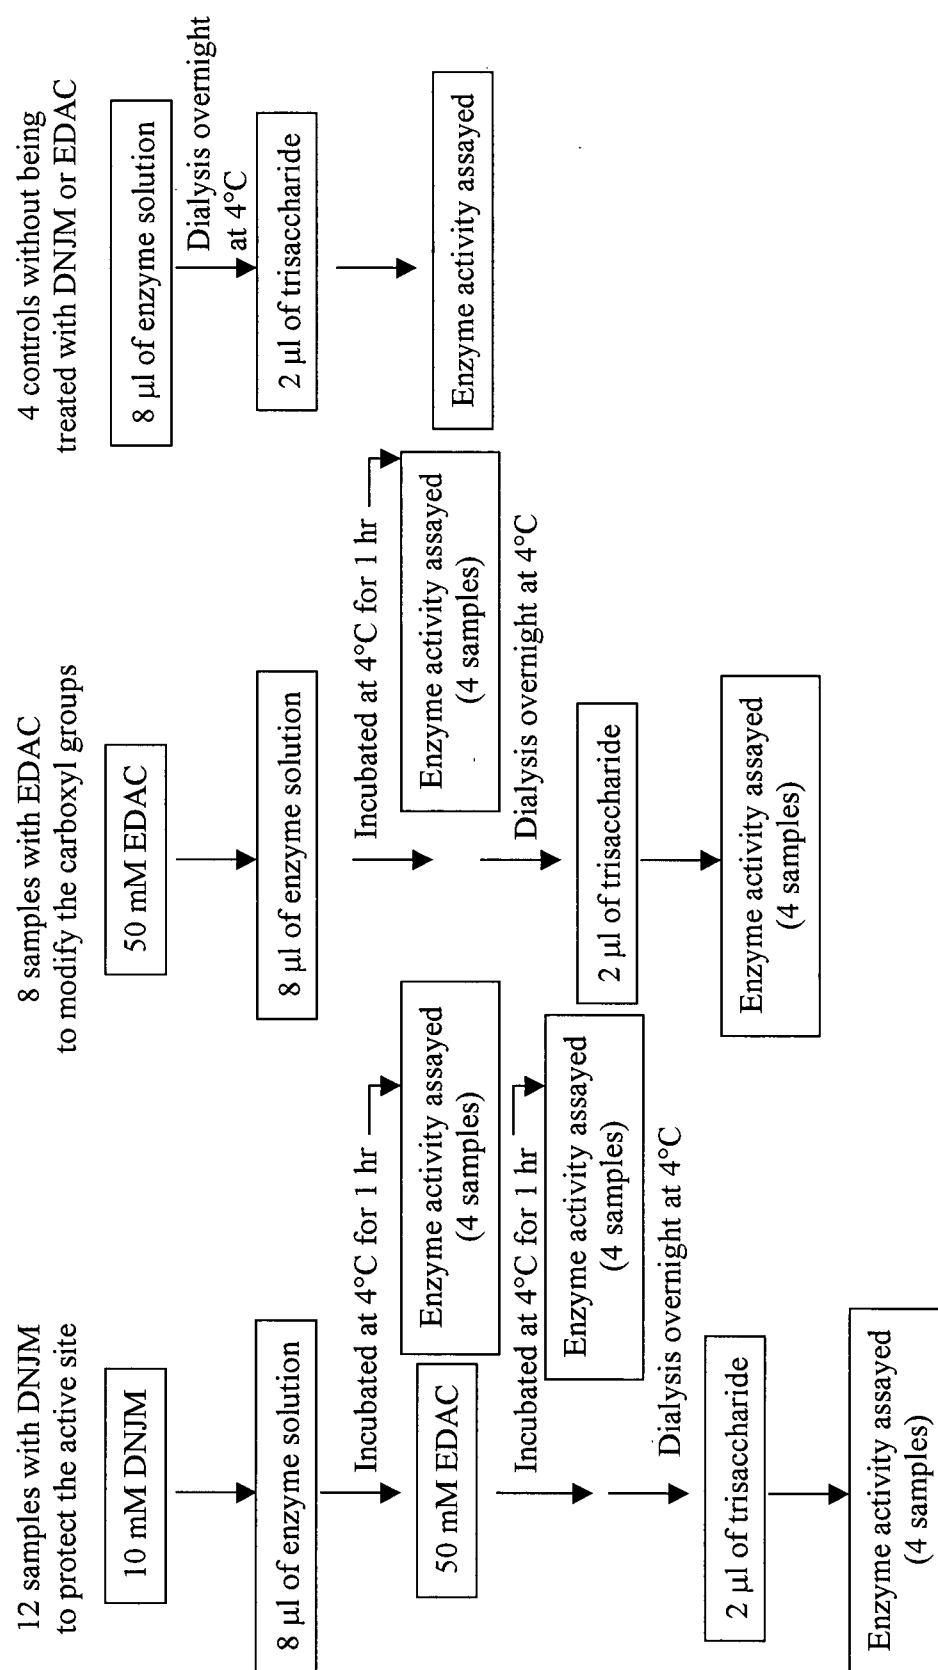 12 samples with DNJM
to protect the active site
10 mM DNJM
8 µl of enzyme solution
Incubated at 4°C for 1 hr
Enzyme activity assayed
(4 samples)
50 mM EDAC
Incubated at 4°C for 1 hr
Enzyme activity assayed
(4 samples)
Dialysis overnight at 4°C
2 µl of trisaccharide
Enzyme activity assayed
(4 samples)
8 samples with EDAC
to modify the carboxyl groups
50 mM EDAC
8 µl of enzyme solution
Incubated at 4°C for 1 hr
Enzyme activity assayed
(4 samples)
Dialysis overnight at 4°C
2 µl of trisaccharide
Enzyme activity assayed
(4 samples)
4 controls without being
treated with DNJM or EDAC
8 µl of enzyme solution
Dialysis overnight
at 4°C
2 µl of trisaccharide
Enzyme activity assayed